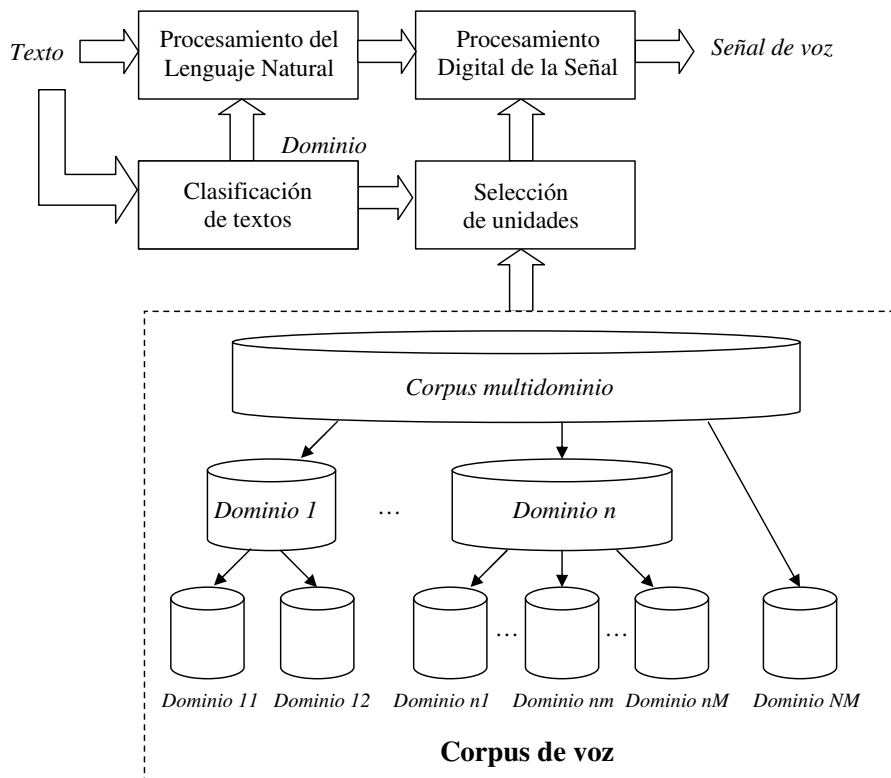 Texto
Procesamiento del
Lenguaje Natural
Procesamiento
Digital de la Señal
Señal de voz
Dominio
Clasificación
de textos
Selección
de unidades
Corpus multidominio
Dominio 1
...
Dominio n
...
...
Dominio 11
Dominio 12
Dominio n1
Dominio nm
Dominio nM
Dominio NM
Corpus de voz